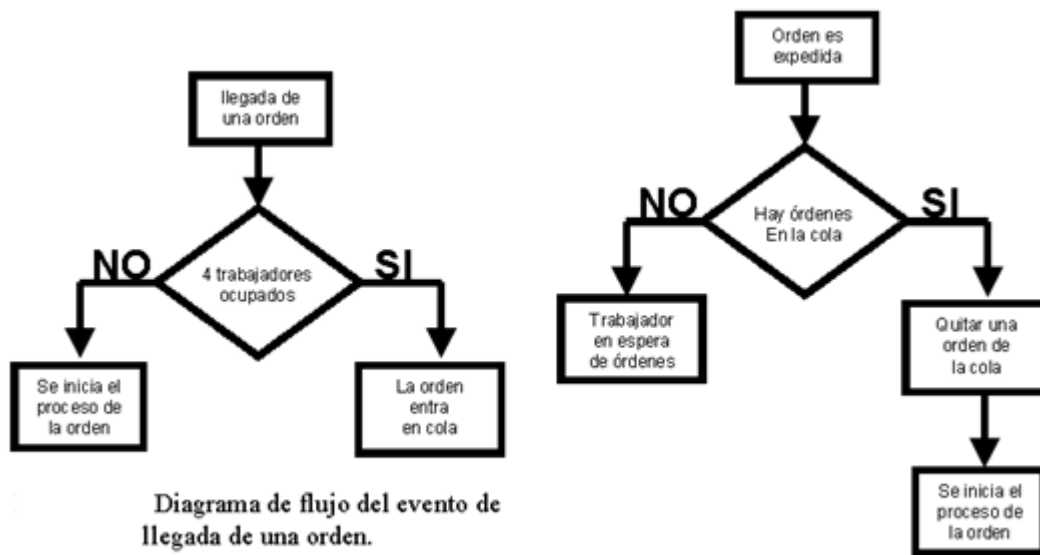 llegada de
una orden
NO
SI
4 trabajadores
ocupados
Se inicia el
proceso de
la orden
La orden
entra
en cola
Diagrama de flujo del evento de
llegada de una orden.
Orden es
expedida
NO
SI
Hay órdenes
En la cola
Trabajador
en espera
de órdenes
Quitar una
orden de
la cola
Se inicia el
proceso de
la orden